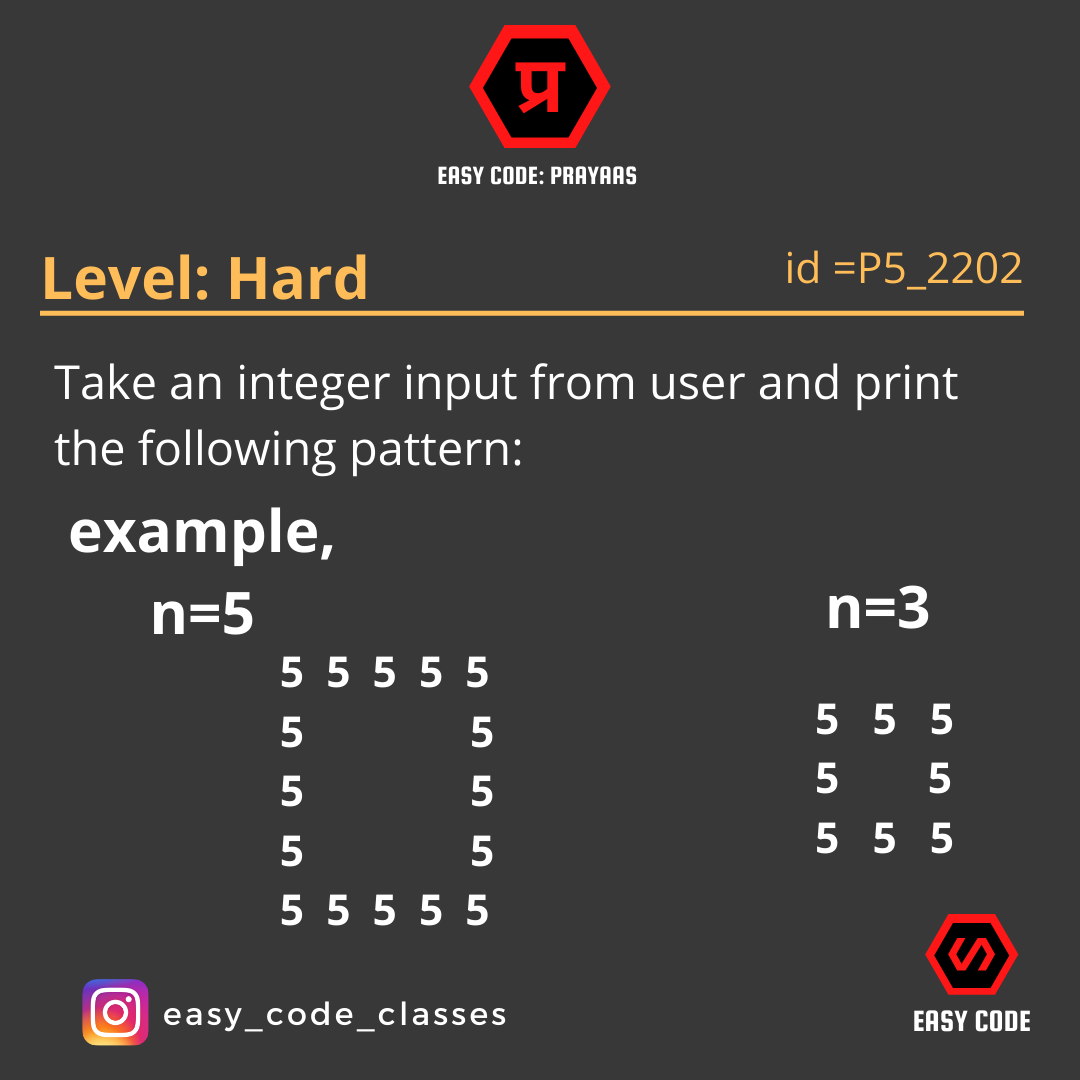 प्र
EASY CODE: PRAYAAS
Level: Hard
id =P5_2202
Take an integer input from user and print
the following pattern:
example,
n=5
5 5 5 5 5
5 5
5 5
5 5
5 5 5 5 5
n=3
5 5 5
5 5
5 5 5
easy_code_classes
EASY CODE